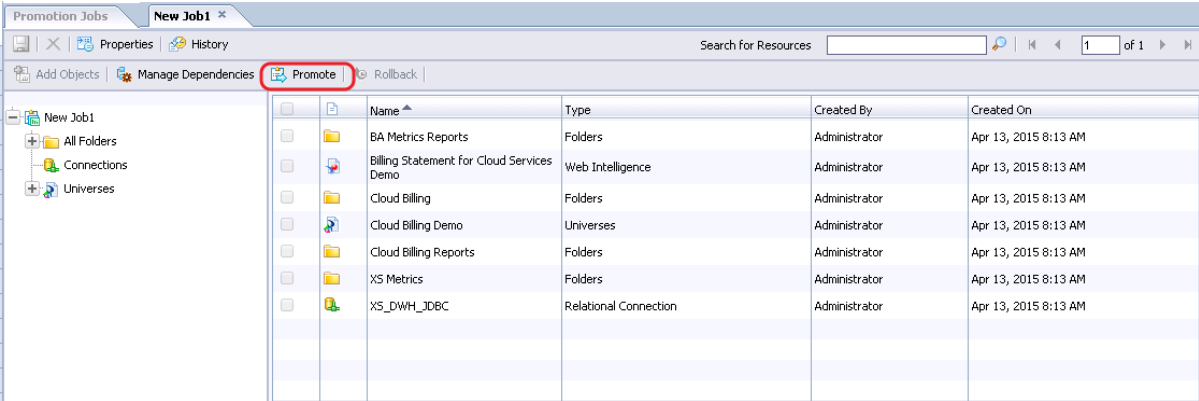 Promotion Jobs New Job1
Properties History Search for Resources 1 of 1
Add Objects Manage Dependencies Promote Rollback
New Job1
All Folders
Connections
Universes
Name Type Created By Created On
BA Metrics Reports Folders Administrator Apr 13, 2015 8:13 AM
Billing Statement for Cloud Services
Demo Web Intelligence Administrator Apr 13, 2015 8:13 AM
Cloud Billing Folders Administrator Apr 13, 2015 8:13 AM
Cloud Billing Demo Universes Administrator Apr 13, 2015 8:13 AM
Cloud Billing Reports Folders Administrator Apr 13, 2015 8:13 AM
XS Metrics Folders Administrator Apr 13, 2015 8:13 AM
XS_DWH_JDBC Relational Connection Administrator Apr 13, 2015 8:13 AM